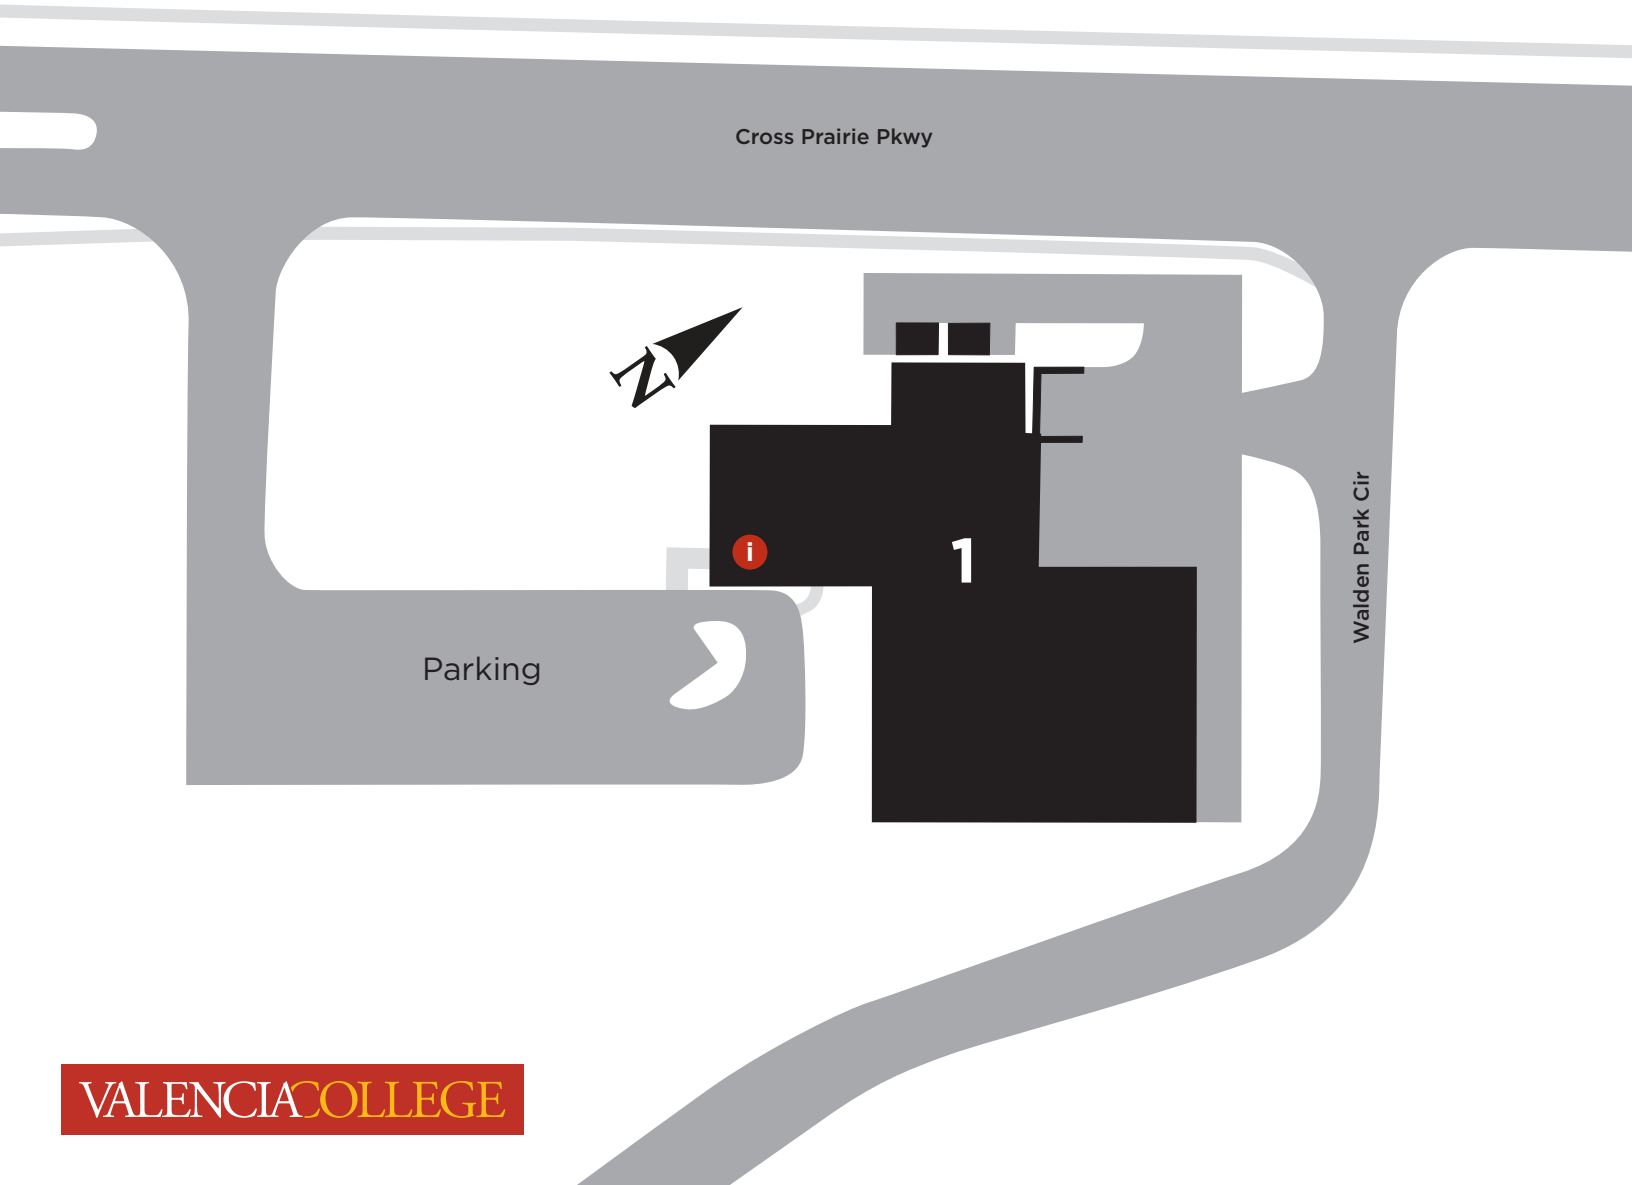 Cross Prairie Pkwy
N
i
1
Walden Park Cir
Parking
VALENCIACOLLEGE